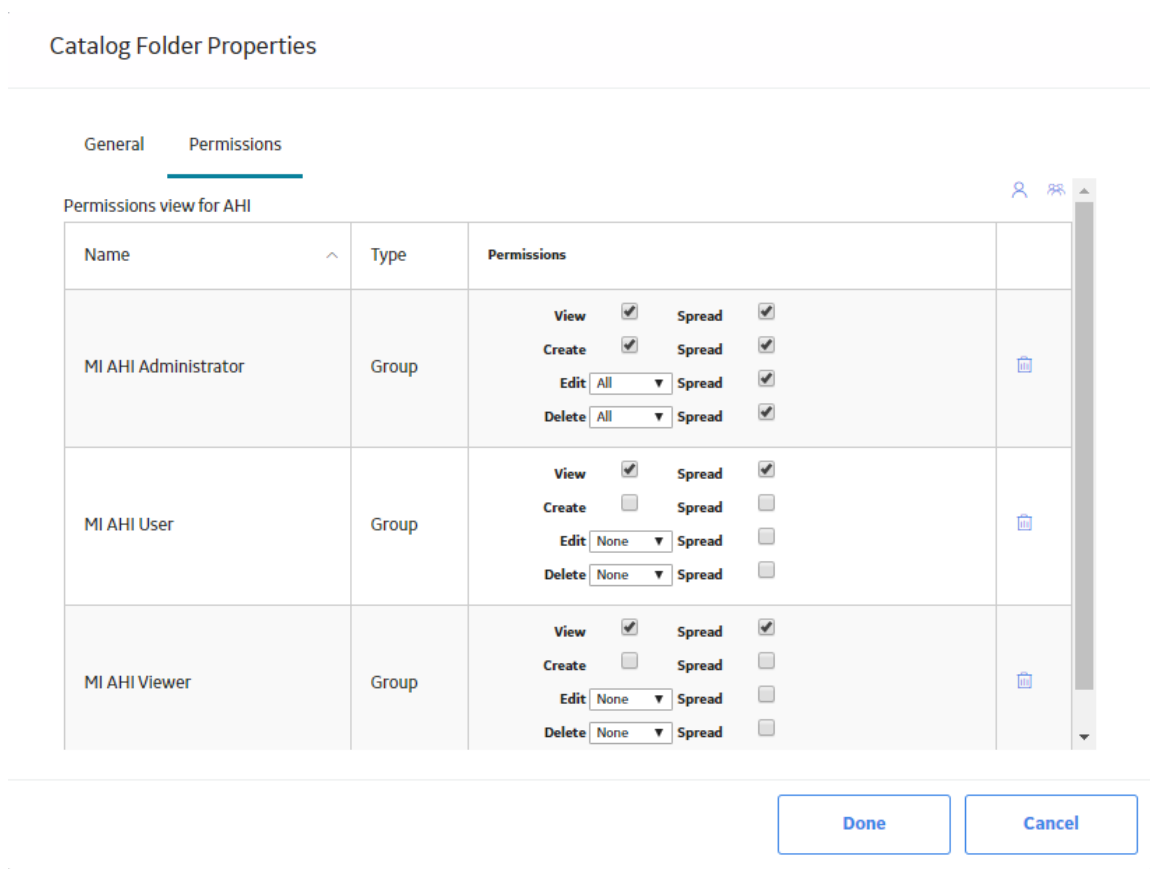 Catalog Folder Properties
General Permissions
Permissions view for AHI
Name Type Permissions
View Spread
Create Spread
MI AHI Administrator Group
Edit All Spread
Delete All Spread
View Spread
Create Spread
MI AHI User Group
Edit None Spread
Delete None Spread
View Spread
Create Spread
MI AHI Viewer Group
Edit None Spread
Delete None Spread
Done Cancel